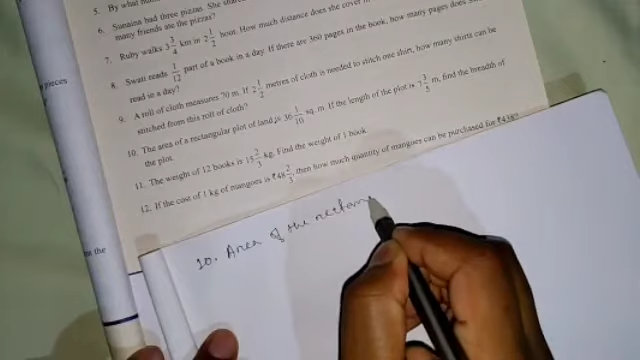 5. By what
6. Sunaina had three pizzas. She shares
many friends ate the pizzas?
7. Ruby walks 3 3/4 km in 2 1/2 hour. How much distance does she cover in
8. Swati reads 1/12 part of a book in a day. If there are 360 pages in the book, how many pages does
read in a day?
9. A roll of cloth measures 70 m. If 2 1/2 metres of cloth is needed to stitch one shirt, how many shirts can be
stitched from this roll of cloth?
10. The area of a rectangular plot of land is 36 1/10 sq. m. If the length of the plot is 7 3/5 m, find the breadth of
the plot.
11. The weight of 12 books is 15 2/3 kg. Find the weight of 1 book.
12. If the cost of 1 kg of mangoes is ₹48 2/3, then how much quantity of mangoes can be purchased for ₹438?
pieces
the
10. Area of the rectang